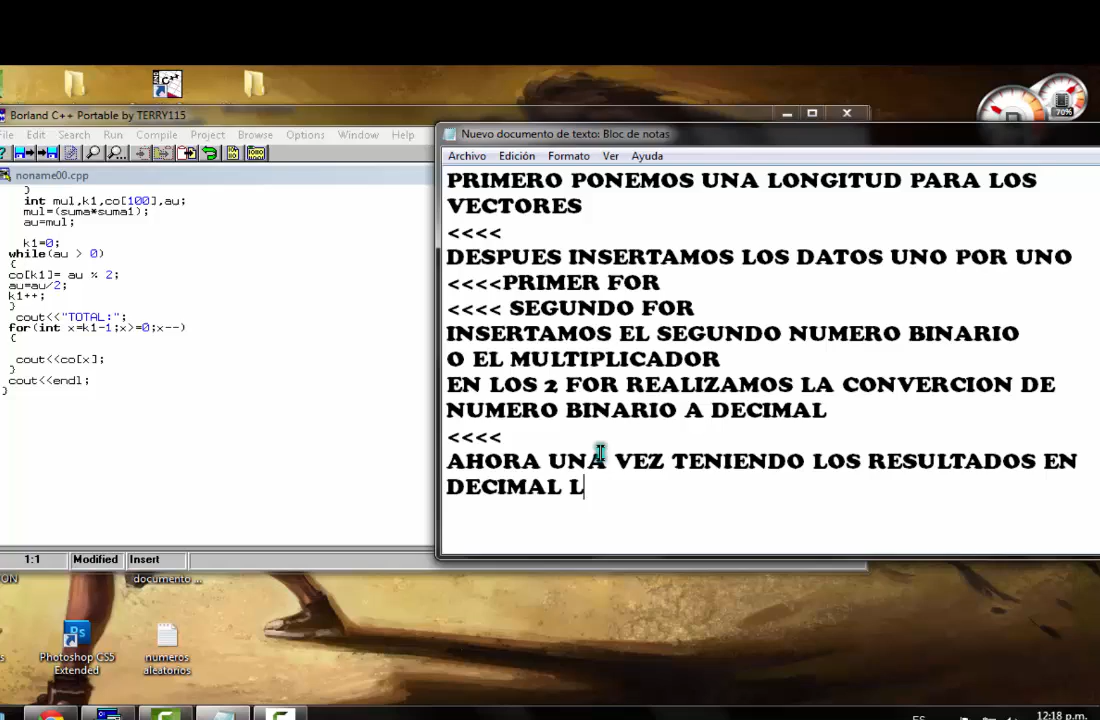 Borland C++ Portable by TERRY115
File Edit Search Run Compile Project Browse Options Window Help
noname00.cpp
}
int mul,k1,co[100],au;
mul=(suma*suma1);
au=mul;
k1=0;
while(au > 0)
{
co[k1]= au % 2;
au=au/2;
k1++;
}
cout<<"TOTAL:";
for(int x=k1-1;x>=0;x--)
{
cout<<co[x];
}
cout<<endl;
}
1:1 Modified Insert
Nuevo documento de texto: Bloc de notas
Archivo Edición Formato Ver Ayuda
PRIMERO PONEMOS UNA LONGITUD PARA LOS
VECTORES
<<<<
DESPUES INSERTAMOS LOS DATOS UNO POR UNO
<<<<PRIMER FOR
<<<< SEGUNDO FOR
INSERTAMOS EL SEGUNDO NUMERO BINARIO
O EL MULTIPLICADOR
EN LOS 2 FOR REALIZAMOS LA CONVERCION DE
NUMERO BINARIO A DECIMAL
<<<<
AHORA UNA VEZ TENIENDO LOS RESULTADOS EN
DECIMAL L
70%
documento ...
Photoshop CS5
Extended
numeros
aleatorios
ES
12:18 p.m.